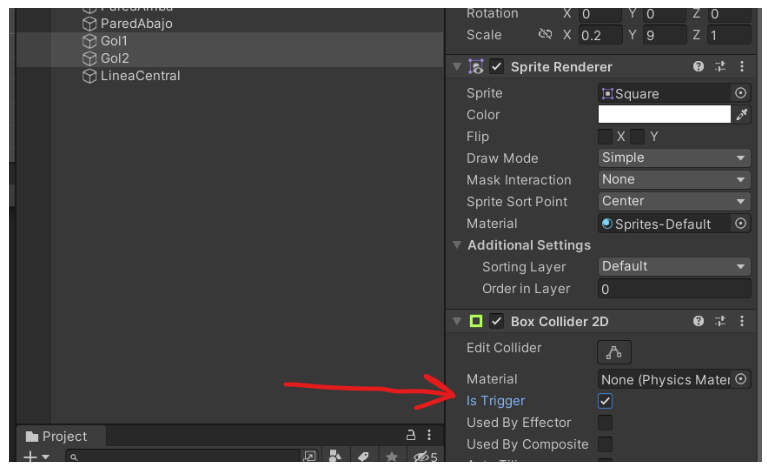 ParedArriba
ParedAbajo
Gol1
Gol2
LineaCentral
Project
5
Rotation X 0 Y 0 Z 0
Scale X 0.2 Y 9 Z 1
Sprite Renderer
Sprite Square
Color
Flip X Y
Draw Mode Simple
Mask Interaction None
Sprite Sort Point Center
Material Sprites-Default
Additional Settings
Sorting Layer Default
Order in Layer 0
Box Collider 2D
Edit Collider
Material None (Physics Mater
Is Trigger
Used By Effector
Used By Composite